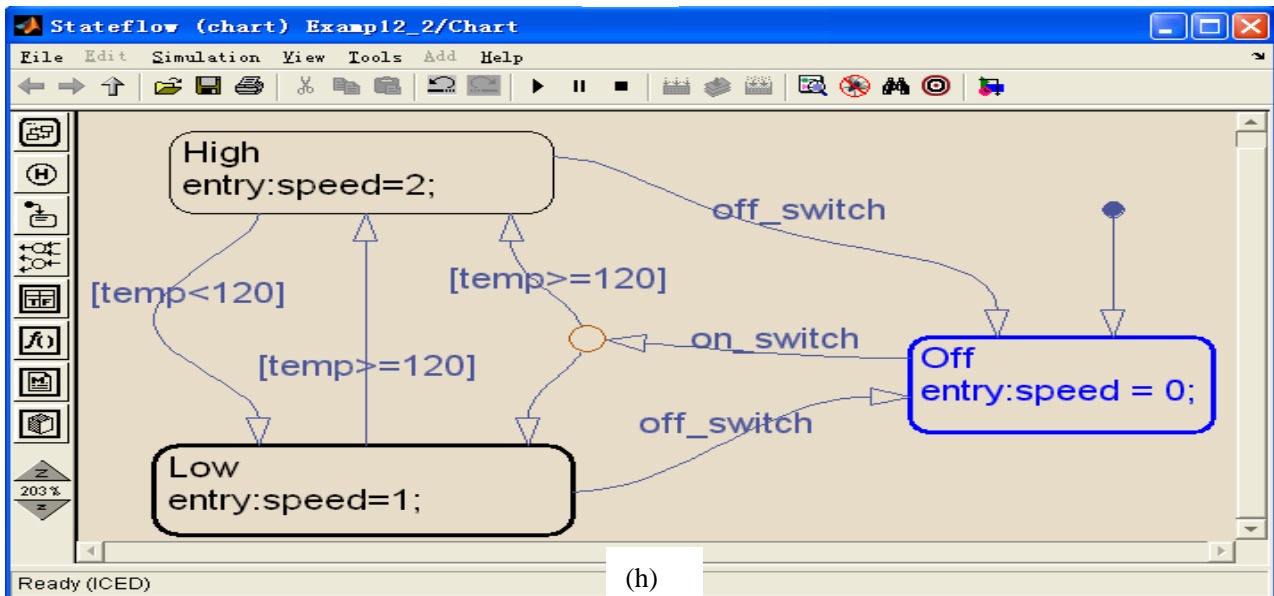 Stateflow (chart) Examp12_2/Chart
File Edit Simulation View Tools Add Help
High
entry:speed=2;
off_switch
[temp<120]
[temp>=120]
[temp>=120]
on_switch
Off
entry:speed = 0;
off_switch
Low
entry:speed=1;
203%
(h)
Ready (ICED)